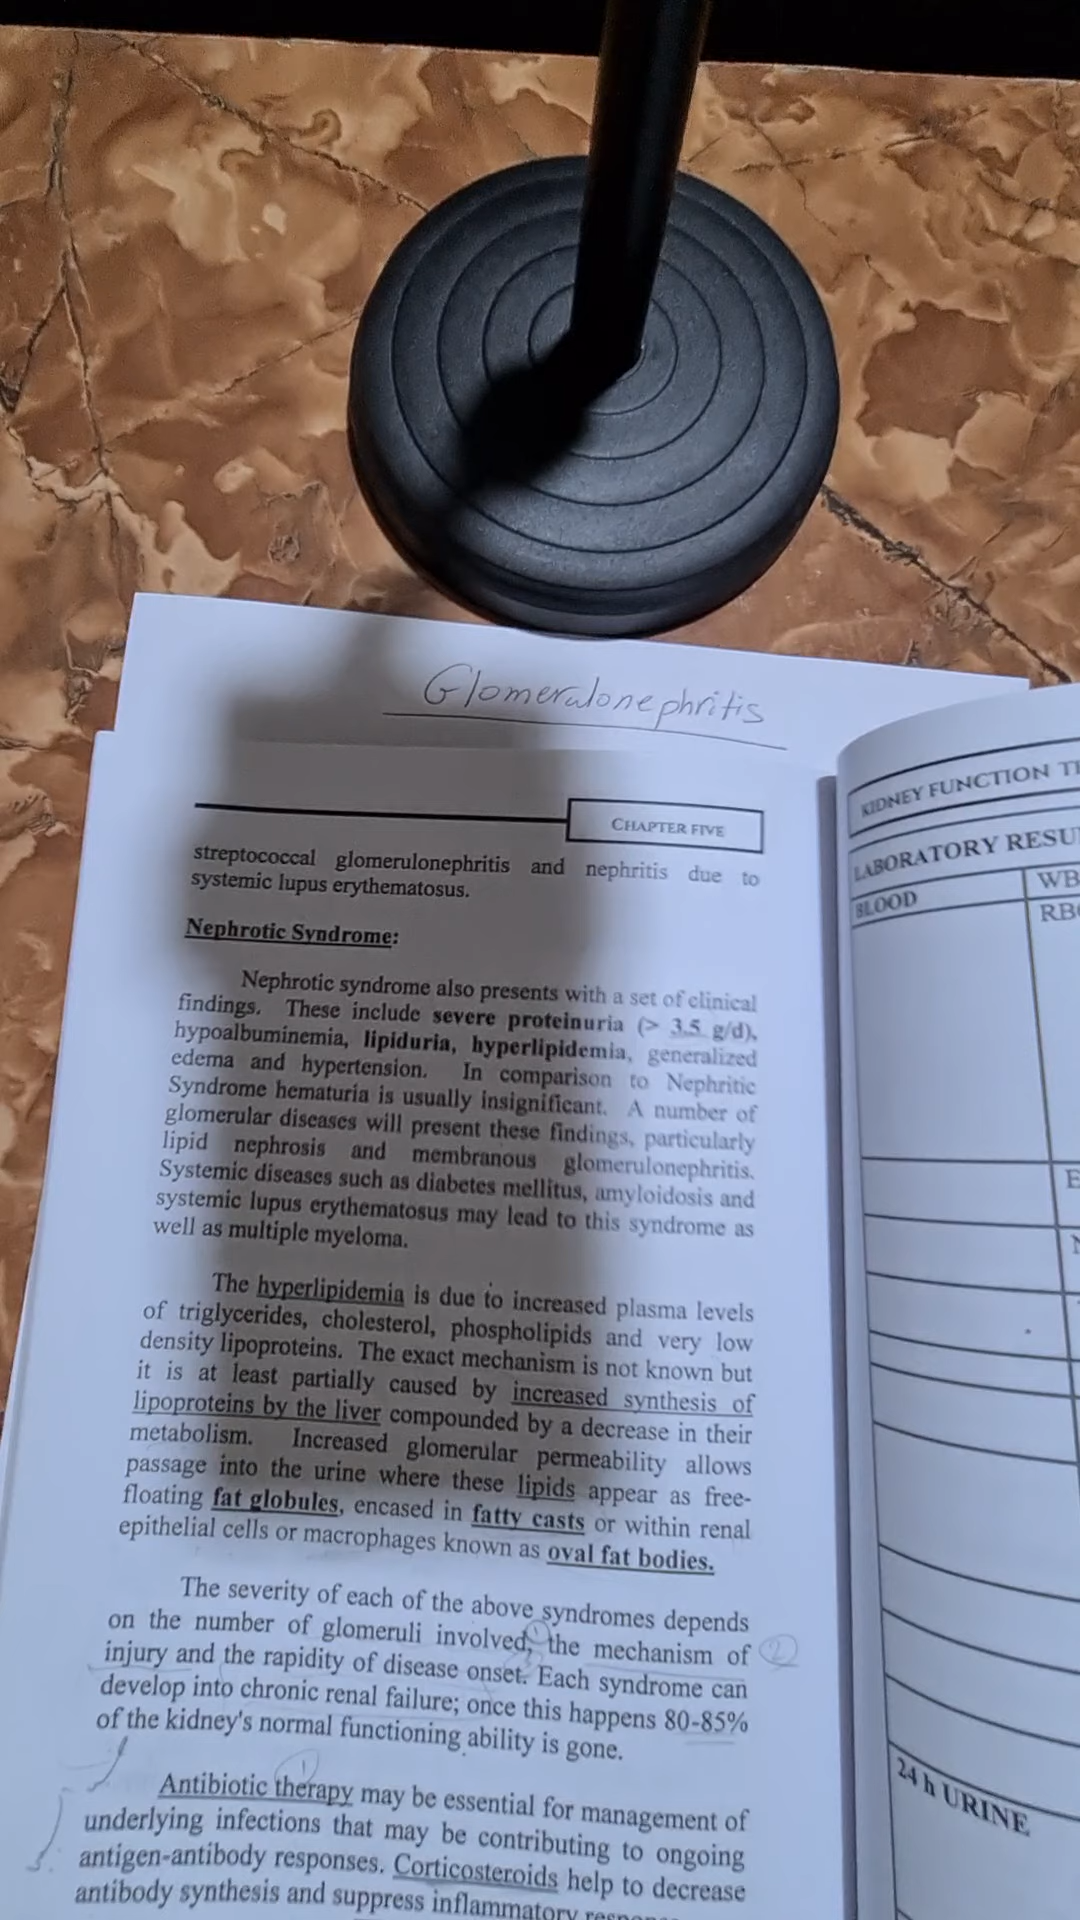 Glomerulonephritis
CHAPTER FIVE
streptococcal glomerulonephritis and nephritis due to
systemic lupus erythematosus.
Nephrotic Syndrome:
Nephrotic syndrome also presents with a set of clinical
findings. These include severe proteinuria (> 3.5 g/d),
hypoalbuminemia, lipiduria, hyperlipidemia, generalized
edema and hypertension. In comparison to Nephritic
Syndrome hematuria is usually insignificant. A number of
glomerular diseases will present these findings, particularly
lipid nephrosis and membranous glomerulonephritis.
Systemic diseases such as diabetes mellitus, amyloidosis and
systemic lupus erythematosus may lead to this syndrome as
well as multiple myeloma.
The hyperlipidemia is due to increased plasma levels
of triglycerides, cholesterol, phospholipids and very low
density lipoproteins. The exact mechanism is not known but
it is at least partially caused by increased synthesis of
lipoproteins by the liver compounded by a decrease in their
metabolism. Increased glomerular permeability allows
passage into the urine where these lipids appear as free-
floating fat globules, encased in fatty casts or within renal
epithelial cells or macrophages known as oval fat bodies.
The severity of each of the above syndromes depends
on the number of glomeruli involved, the mechanism of 2
injury and the rapidity of disease onset. Each syndrome can
develop into chronic renal failure; once this happens 80-85%
of the kidney's normal functioning ability is gone.
1
Antibiotic therapy may be essential for management of
underlying infections that may be contributing to ongoing
antigen-antibody responses. Corticosteroids help to decrease
antibody synthesis and suppress inflammatory
KIDNEY FUNCTION
LABORATORY RESU
BLOOD
WB
RB
E
24 h URINE